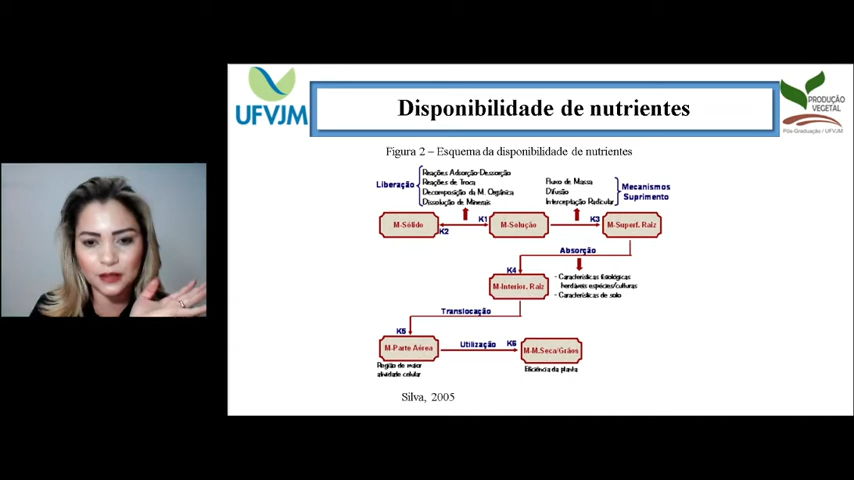 UFVJM
Disponibilidade de nutrientes
PRODUÇÃO
VEGETAL
Pós-Graduação / UFVJM
Figura 2 – Esquema da disponibilidade de nutrientes
Liberação
Reações Adsorção-Dessorção
Reações de Troca
Decomposição da M. Orgânica
Dissolução de Minerais
Fluxo de Massa
Difusão
Interceptação Radicular
Mecanismos
Suprimento
M-Sólido
K1
K2
M-Solução
K3
M-Superf. Raiz
Absorção
K4
M-Interior. Raiz
- Características fisiológicas
herdáveis espécies/culturas
- Características de solo
Translocação
K5
M-Parte Aérea
Utilização
K6
M-M.Seca/Grãos
Região de maior
atividade celular
Eficiência da planta
Silva, 2005